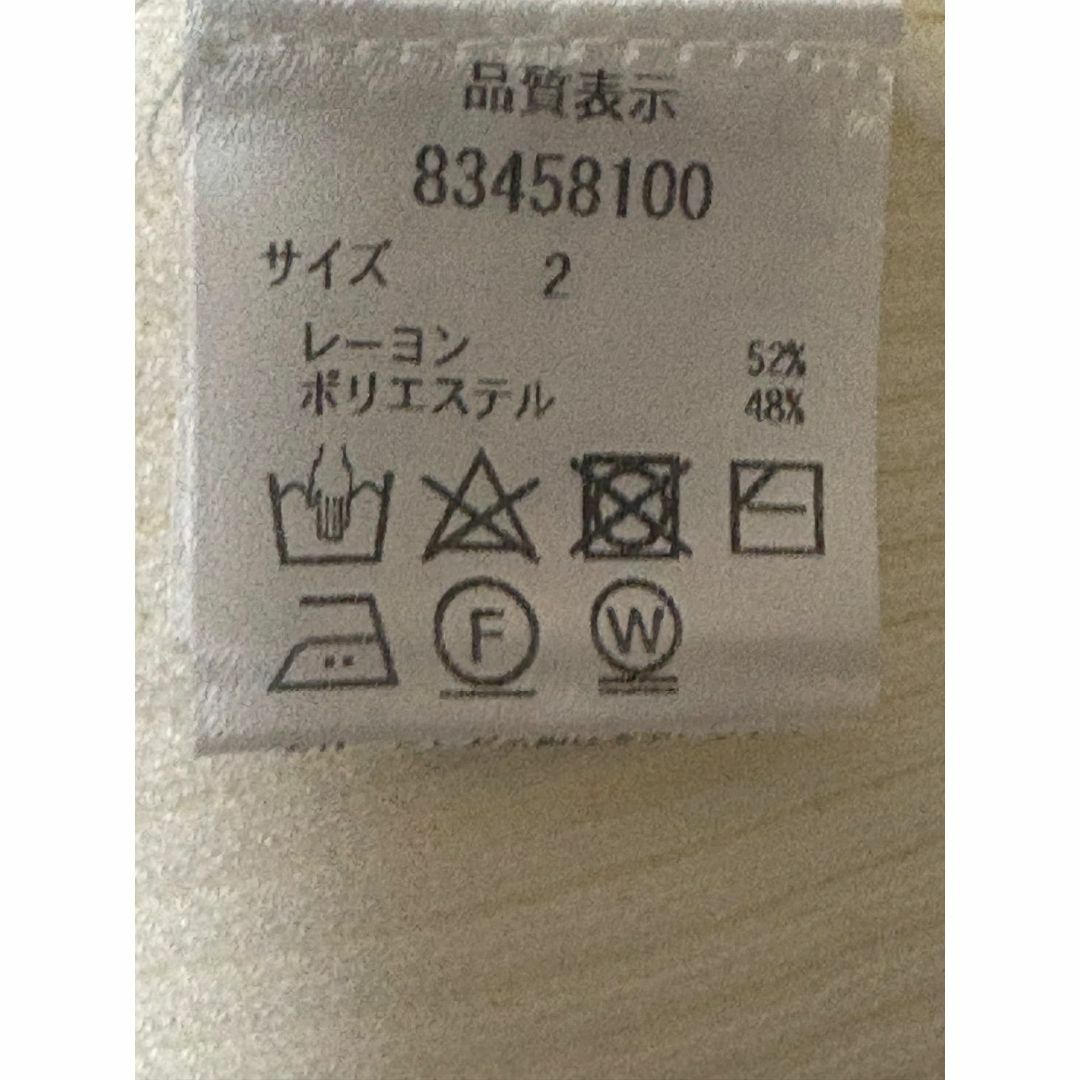 品質表示
83458100
サイズ 2
レーヨン 52%
ポリエステル 48%
F W